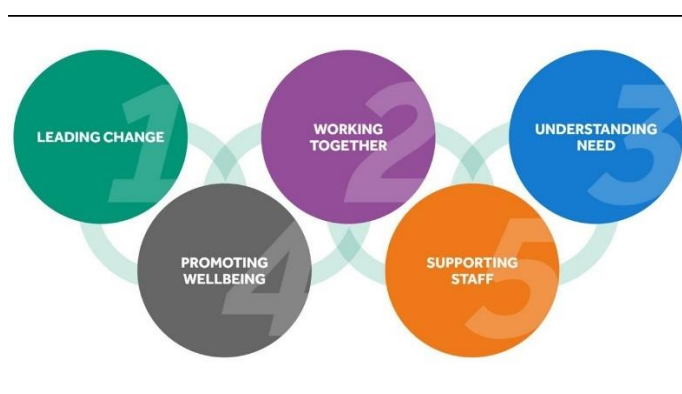 1
LEADING CHANGE
2
WORKING
TOGETHER
3
UNDERSTANDING
NEED
4
PROMOTING
WELLBEING
5
SUPPORTING
STAFF